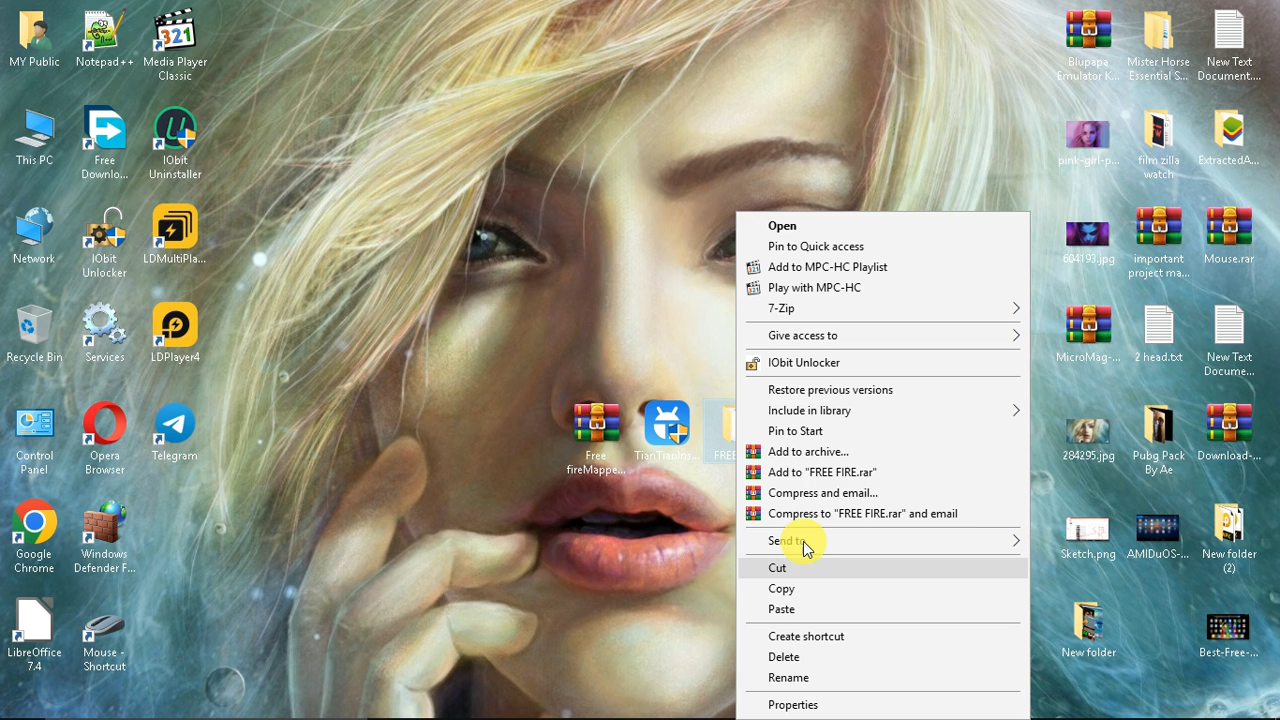 MY Public
Notepad++
Media Player
Classic
This PC
Free
Downlo...
IObit
Uninstaller
Network
IObit
Unlocker
LDMultiPla...
Recycle Bin
Services
LDPlayer4
Control
Panel
Opera
Browser
Telegram
Google
Chrome
Windows
Defender F...
LibreOffice
7.4
Mouse -
Shortcut
Free
fireMappe...
TianTianIns...
FREE
Open
Pin to Quick access
Add to MPC-HC Playlist
Play with MPC-HC
7-Zip
Give access to
IObit Unlocker
Restore previous versions
Include in library
Pin to Start
Add to archive...
Add to "FREE FIRE.rar"
Compress and email...
Compress to "FREE FIRE.rar" and email
Send to
Cut
Copy
Paste
Create shortcut
Delete
Rename
Properties
Blupapa
Emulator K...
Mister Horse
Essential S...
New Text
Document....
pink-girl-p...
film zilla
watch
ExtractedA...
604193.jpg
important
project ma...
Mouse.rar
MicroMag-...
2 head.txt
New Text
Docume...
284295.jpg
Pubg Pack
By Ae
Download-...
Sketch.png
AMIDuOS-...
New folder
(2)
New folder
Best-Free-...